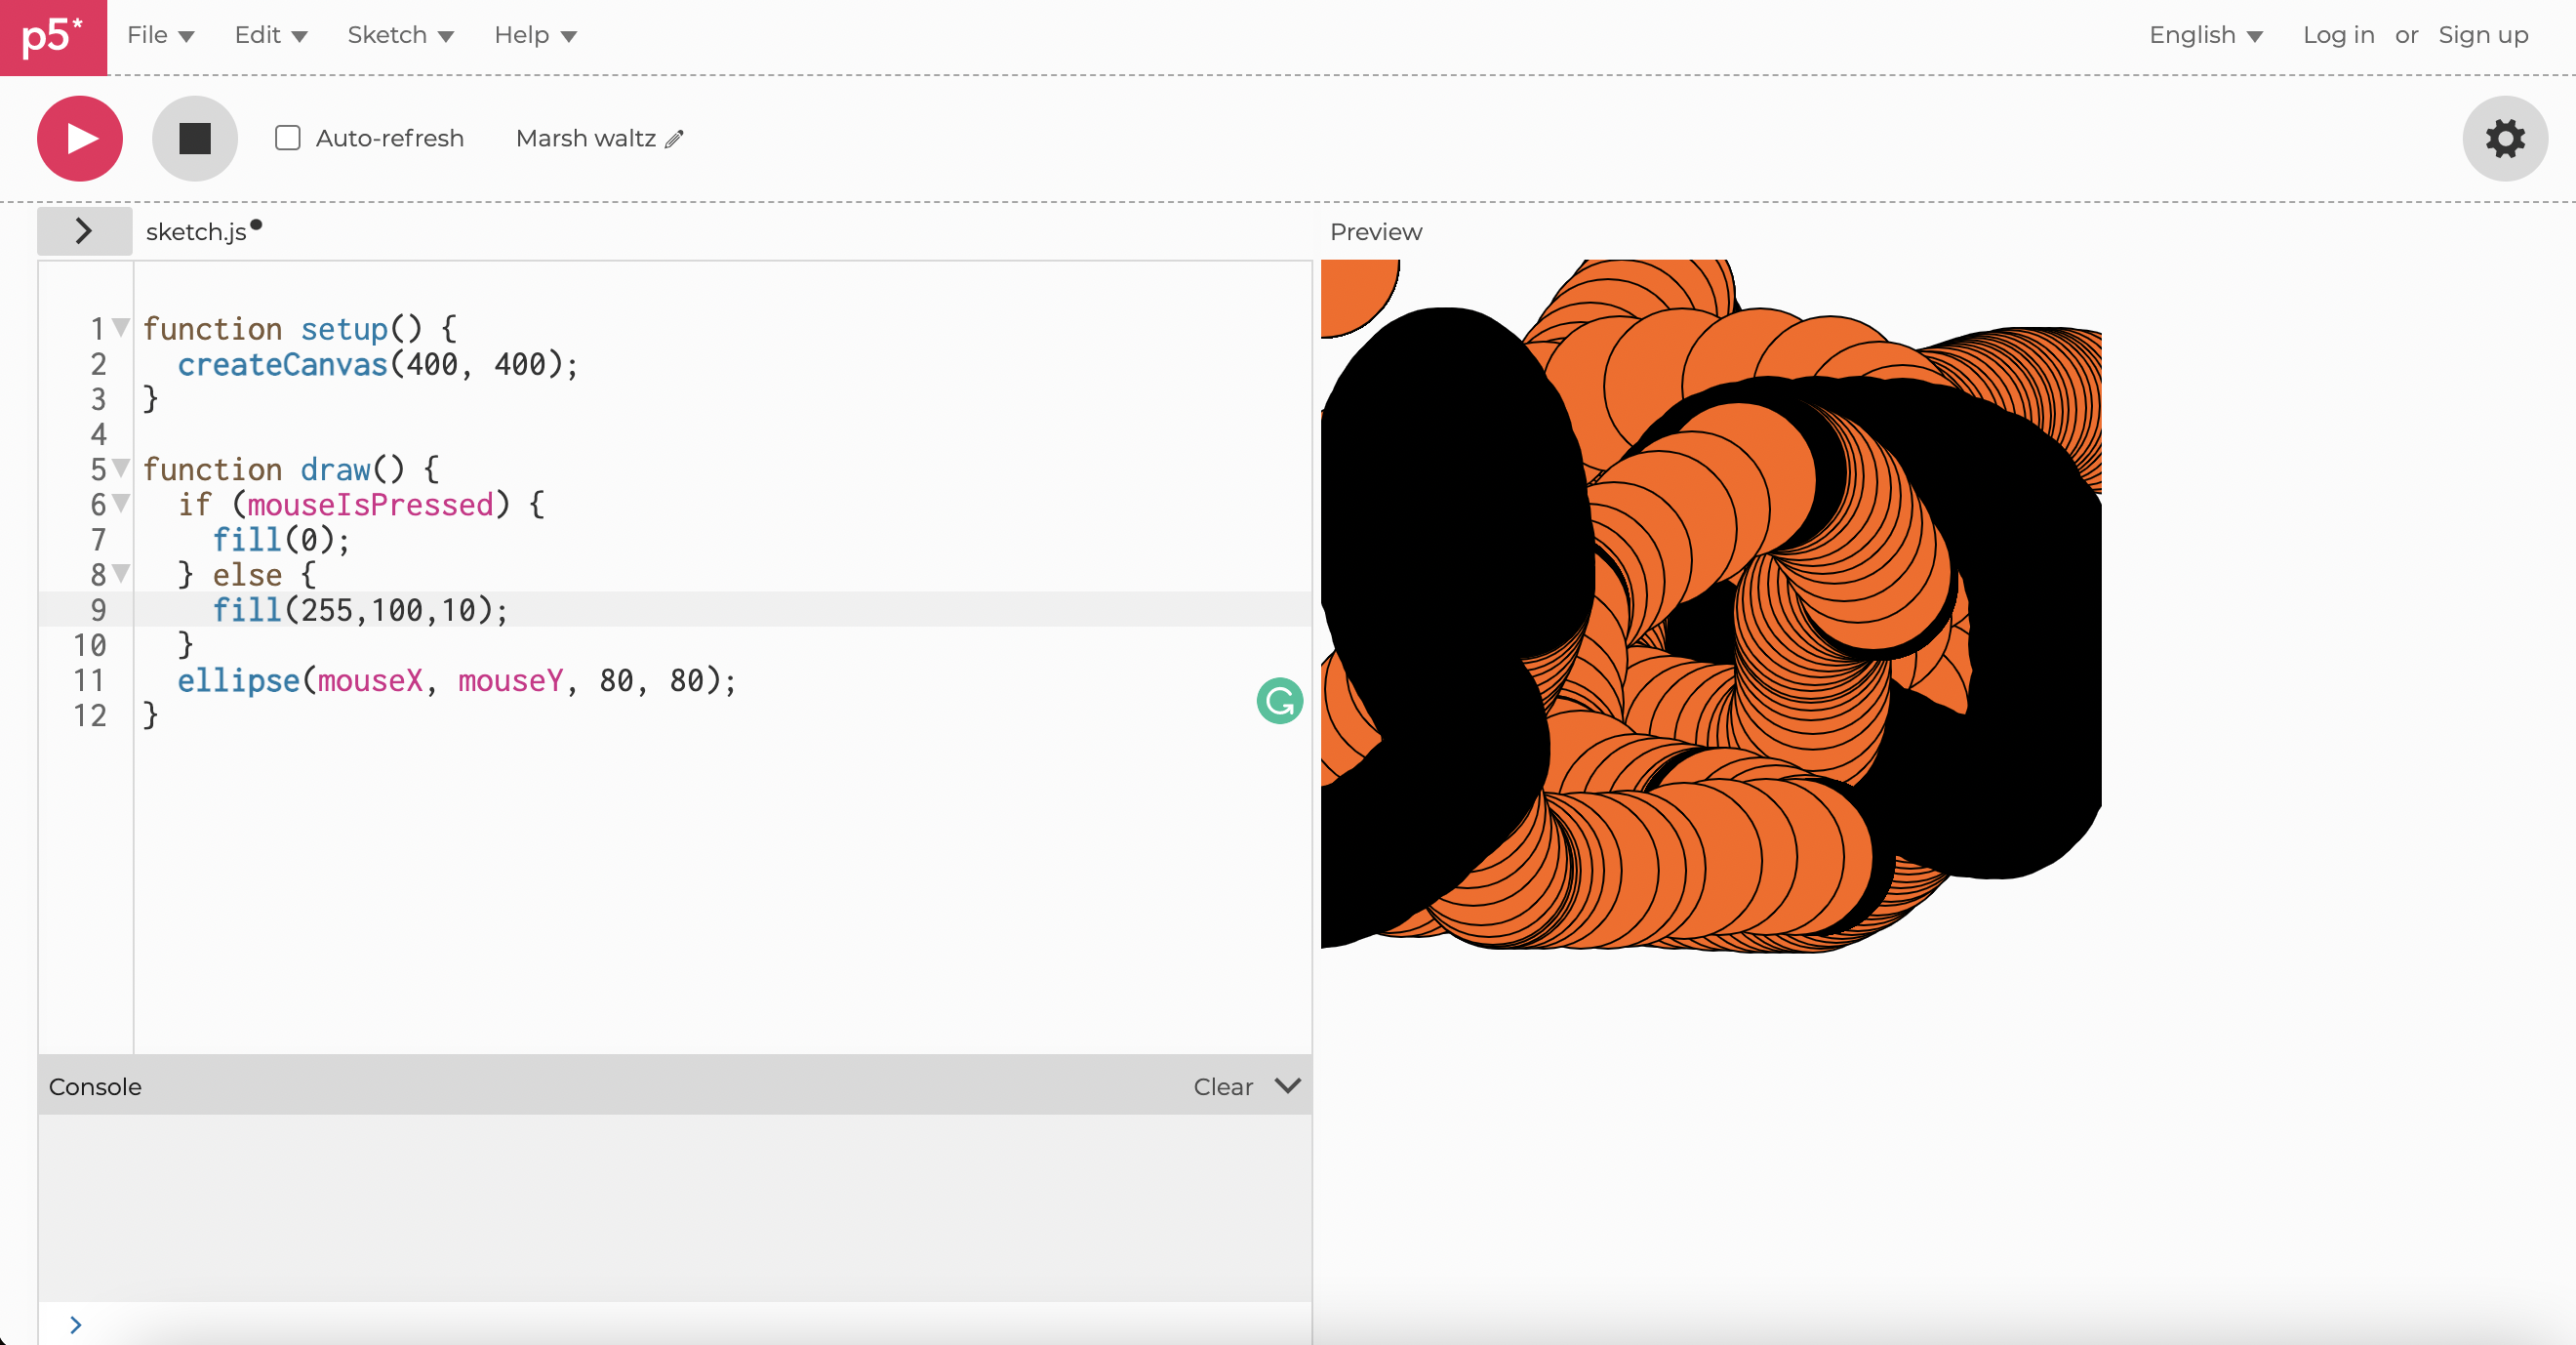 p5*
File Edit Sketch Help English Log in or Sign up
Auto-refresh Marsh waltz
sketch.js
Preview
1 function setup() {
2   createCanvas(400, 400);
3 }
4
5 function draw() {
6   if (mouseIsPressed) {
7     fill(0);
8   } else {
9     fill(255,100,10);
10   }
11   ellipse(mouseX, mouseY, 80, 80);
12 }
Console Clear
>